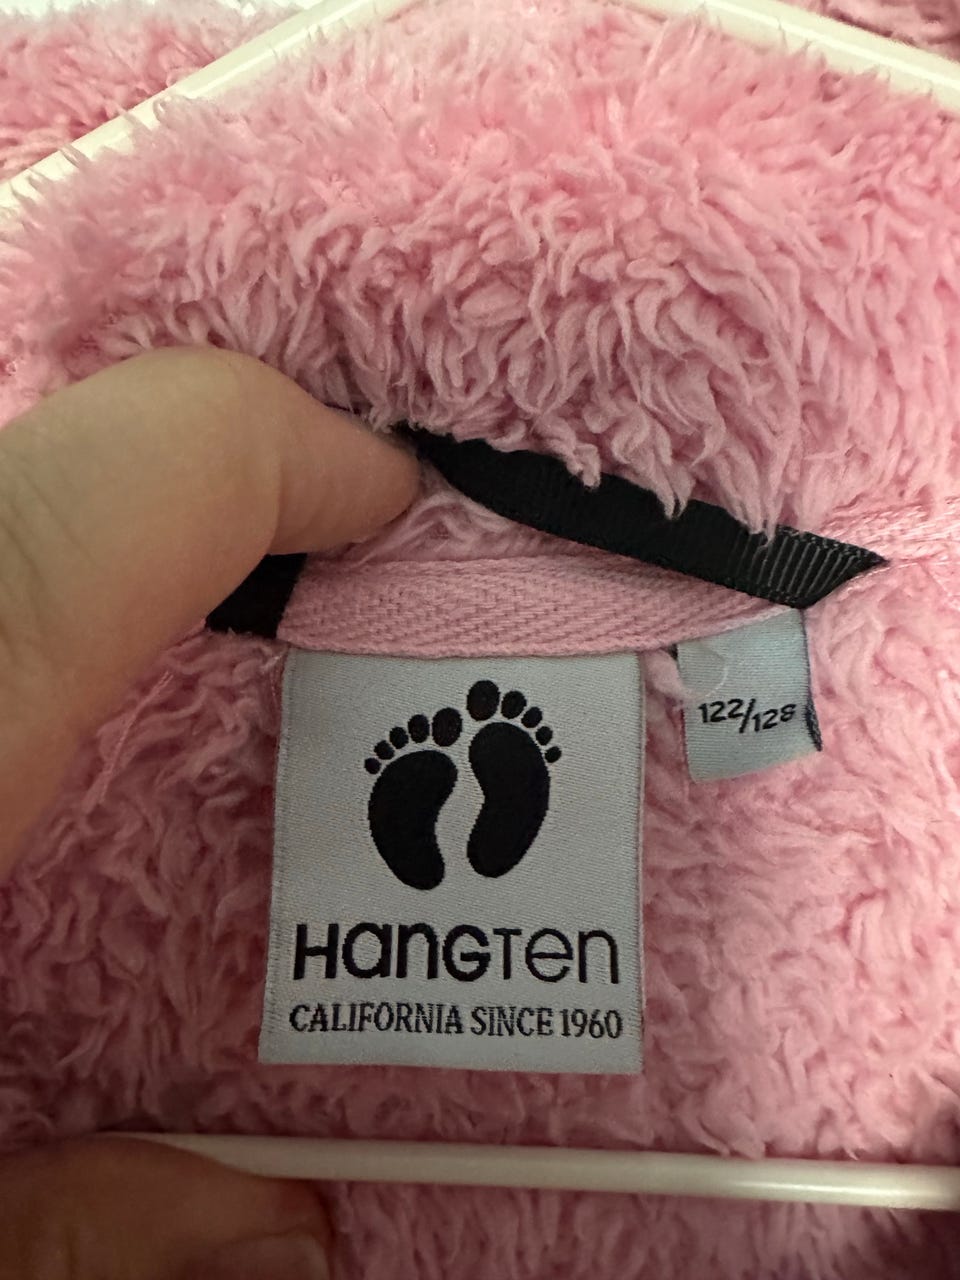 HANGTEN
CALIFORNIA SINCE 1960
122/128